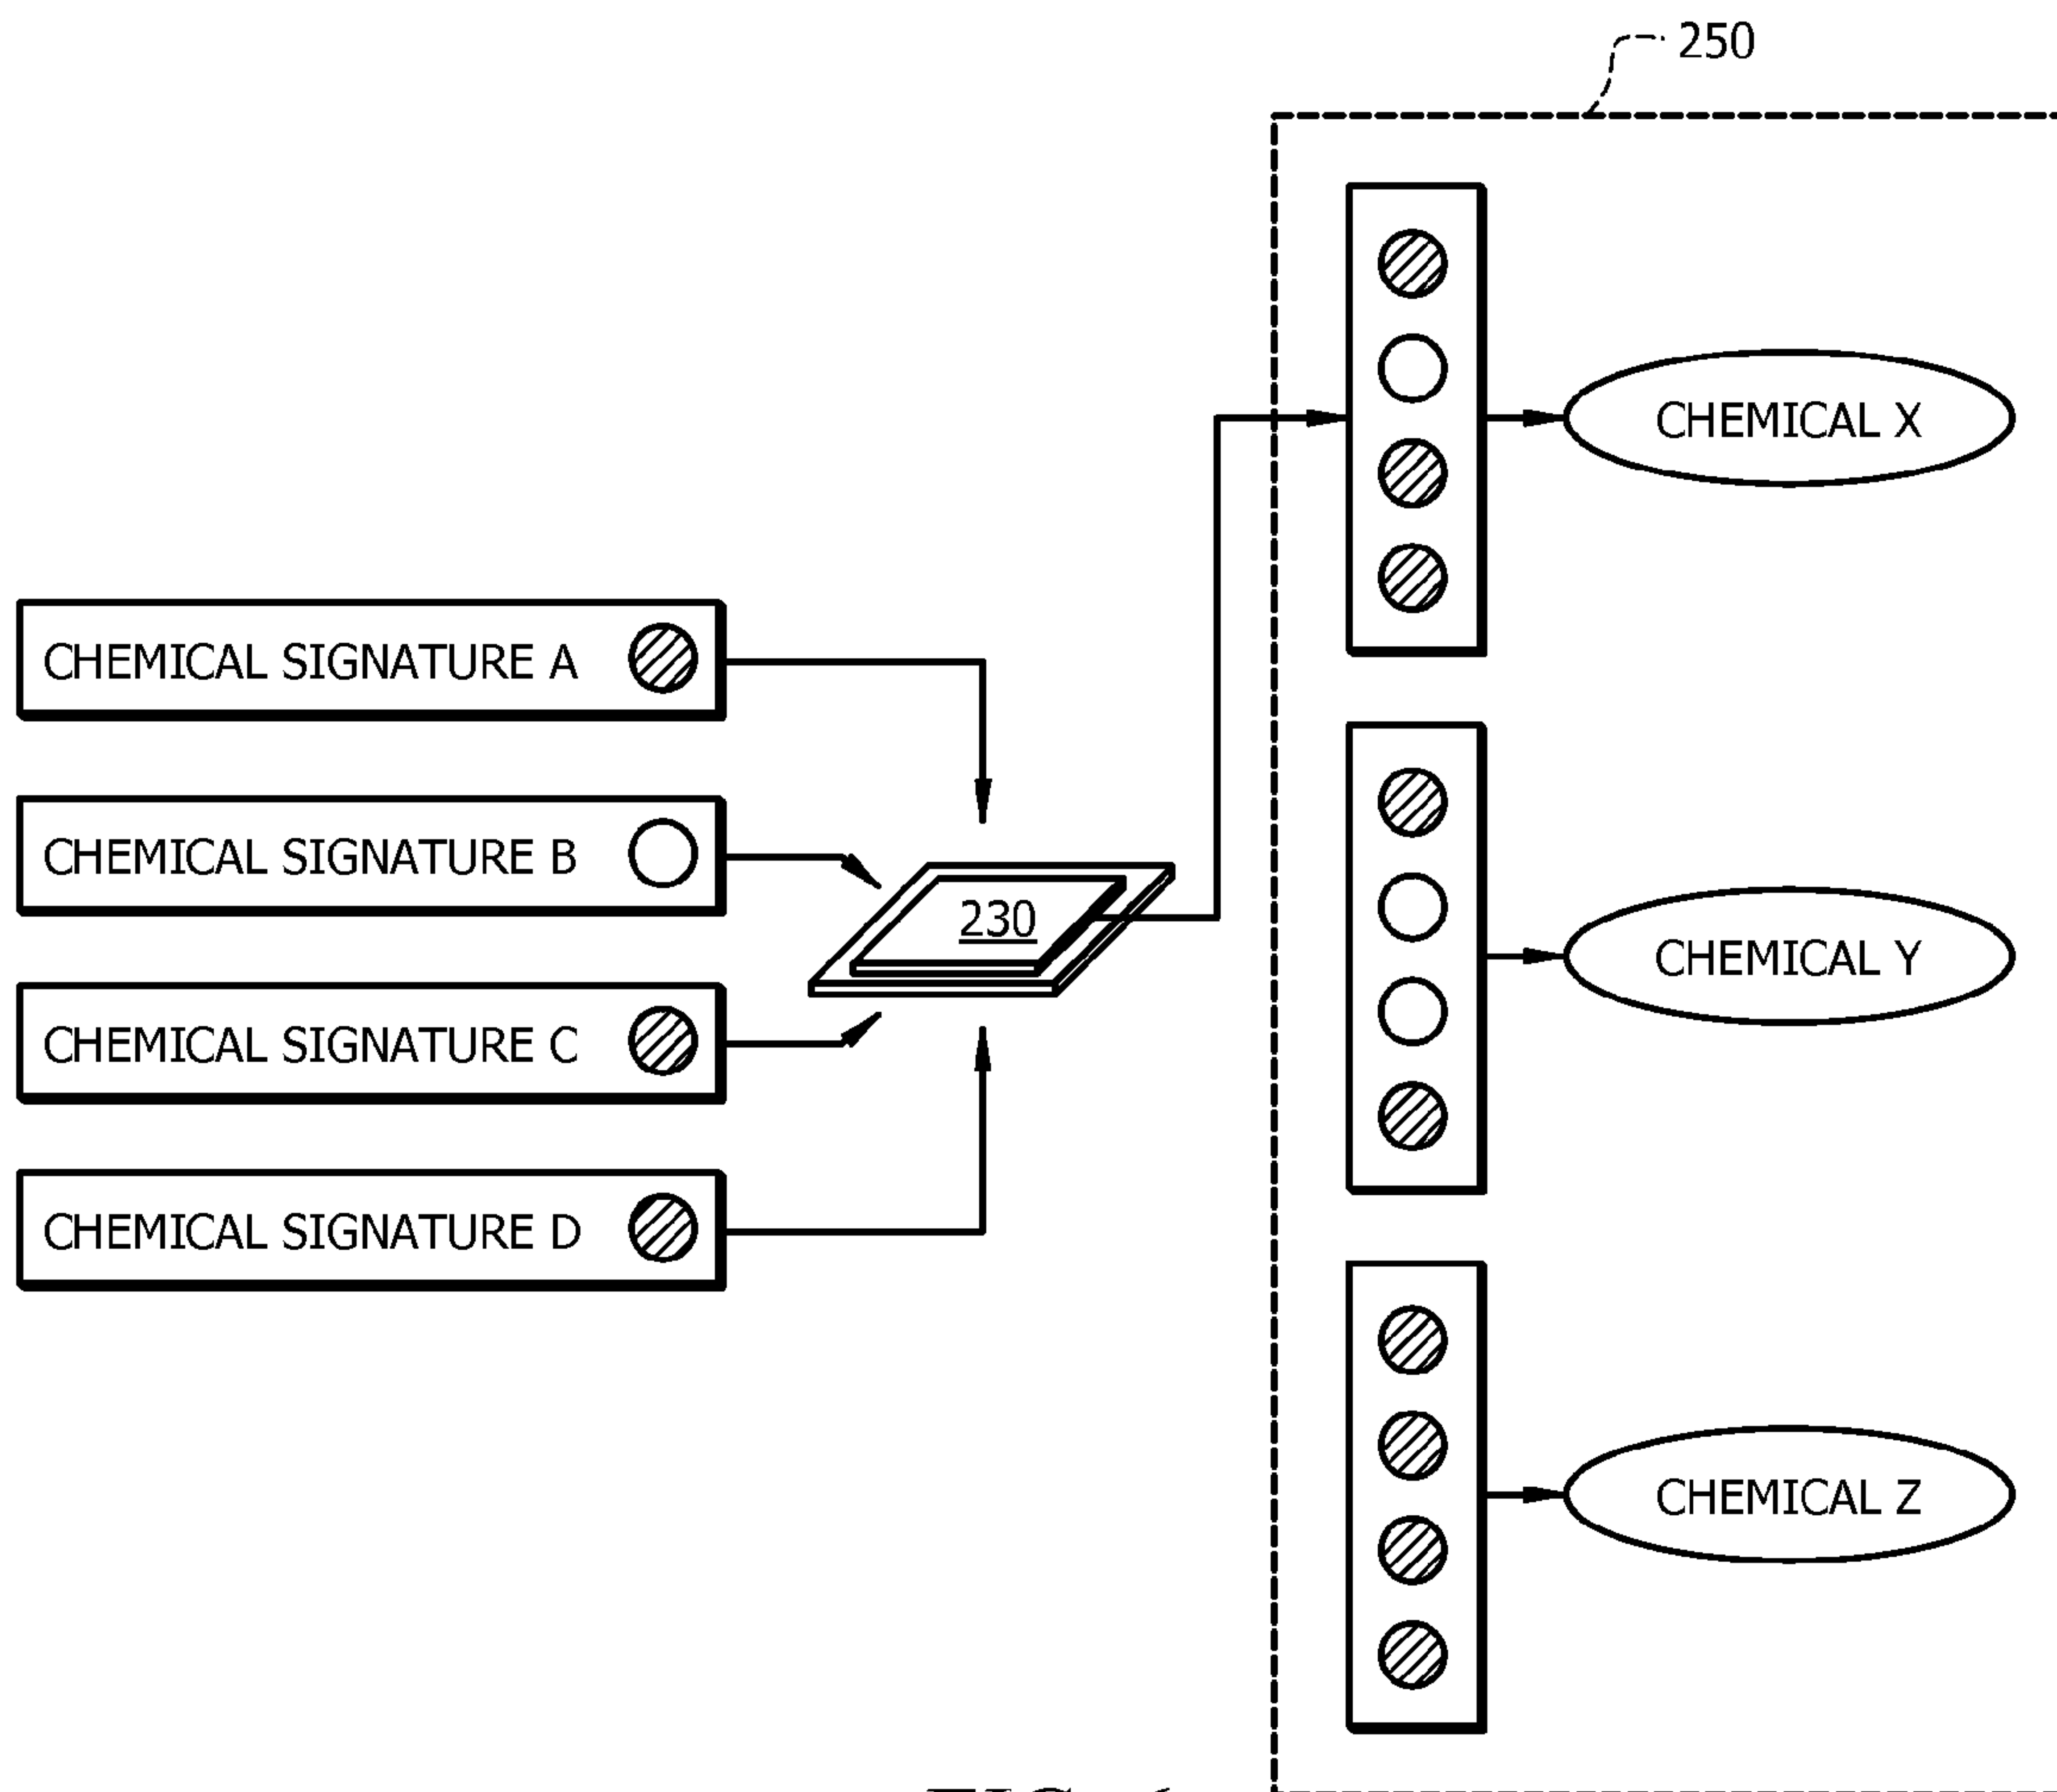 250
CHEMICAL X
CHEMICAL SIGNATURE A
CHEMICAL SIGNATURE B
230
CHEMICAL Y
CHEMICAL SIGNATURE C
CHEMICAL SIGNATURE D
CHEMICAL Z